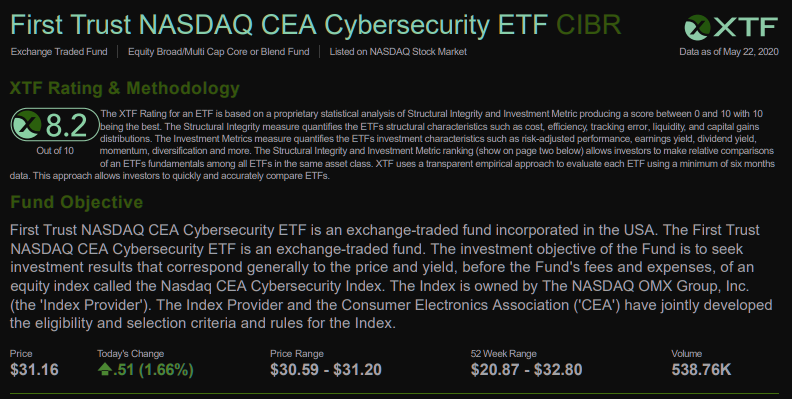 First Trust NASDAQ CEA Cybersecurity ETF CIBR
XTF
Exchange Traded Fund | Equity Broad/Multi Cap Core or Blend Fund | Listed on NASDAQ Stock Market
Data as of May 22, 2020
XTF Rating & Methodology
8.2
Out of 10
The XTF Rating for an ETF is based on a proprietary statistical analysis of Structural Integrity and Investment Metric producing a score between 0 and 10 with 10
being the best. The Structural Integrity measure quantifies the ETFs structural characteristics such as cost, efficiency, tracking error, liquidity, and capital gains
distributions. The Investment Metrics measure quantifies the ETFs investment characteristics such as risk-adjusted performance, earnings yield, dividend yield,
momentum, diversification and more. The Structural Integrity and Investment Metric ranking (show on page two below) allows investors to make relative comparisons
of an ETFs fundamentals among all ETFs in the same asset class. XTF uses a transparent empirical approach to evaluate each ETF using a minimum of six months
data. This approach allows investors to quickly and accurately compare ETFs.
Fund Objective
First Trust NASDAQ CEA Cybersecurity ETF is an exchange-traded fund incorporated in the USA. The First Trust
NASDAQ CEA Cybersecurity ETF is an exchange-traded fund. The investment objective of the Fund is to seek
investment results that correspond generally to the price and yield, before the Fund's fees and expenses, of an
equity index called the Nasdaq CEA Cybersecurity Index. The Index is owned by The NASDAQ OMX Group, Inc.
(the 'Index Provider'). The Index Provider and the Consumer Electronics Association ('CEA') have jointly developed
the eligibility and selection criteria and rules for the Index.
Price
$31.16
Today's Change
.51 (1.66%)
Price Range
$30.59 - $31.20
52 Week Range
$20.87 - $32.80
Volume
538.76K